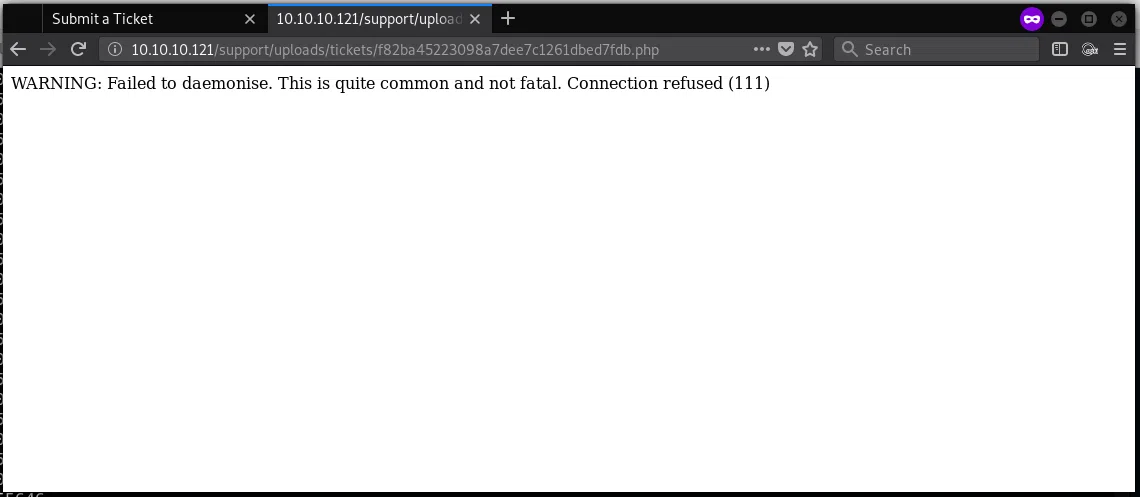 Submit a Ticket
10.10.10.121/support/upload
10.10.10.121/support/uploads/tickets/f82ba45223098a7dee7c1261dbed7fdb.php
Search
WARNING: Failed to daemonise. This is quite common and not fatal. Connection refused (111)